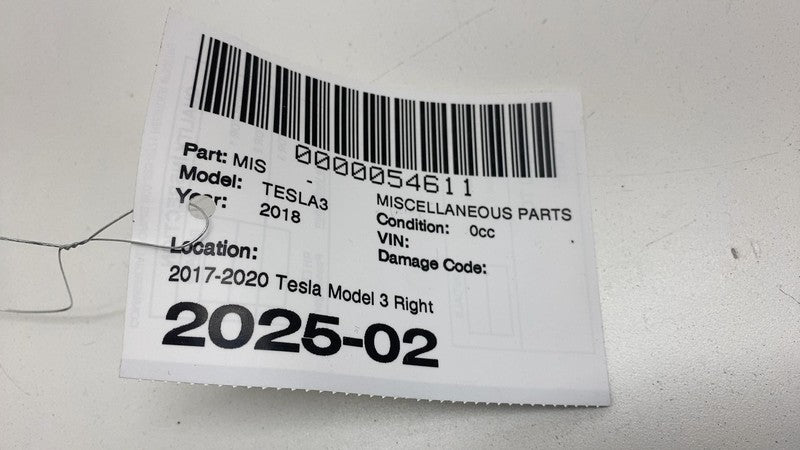 0000054611
Part: MIS -
MISCELLANEOUS PARTS
Model: TESLA3
Condition: 0cc
Year: 2018
VIN:
Damage Code:
Location:
2017-2020 Tesla Model 3 Right
2025-02